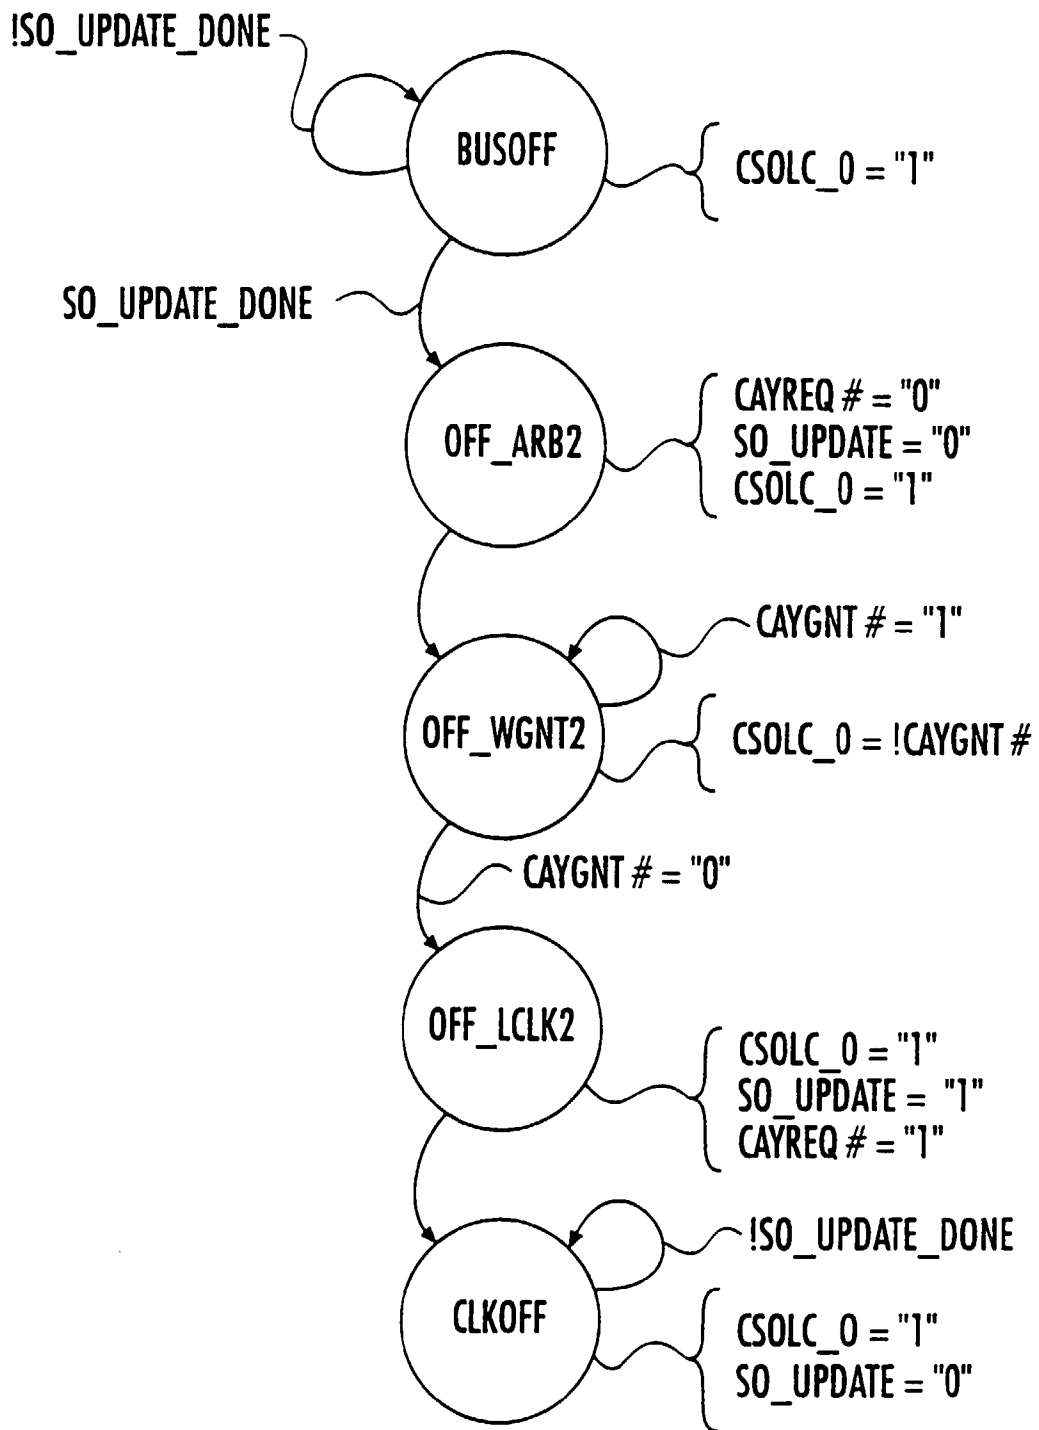 !SO_UPDATE_DONE
BUSOFF
CSOLC_0 = "1"
SO_UPDATE_DONE
OFF_ARB2
CAYREQ # = "0"
SO_UPDATE = "0"
CSOLC_0 = "1"
CAYGNT # = "1"
OFF_WGNT2
CSOLC_0 = !CAYGNT #
CAYGNT # = "0"
OFF_LCLK2
CSOLC_0 = "1"
SO_UPDATE = "1"
CAYREQ # = "1"
!SO_UPDATE_DONE
CLKOFF
CSOLC_0 = "1"
SO_UPDATE = "0"